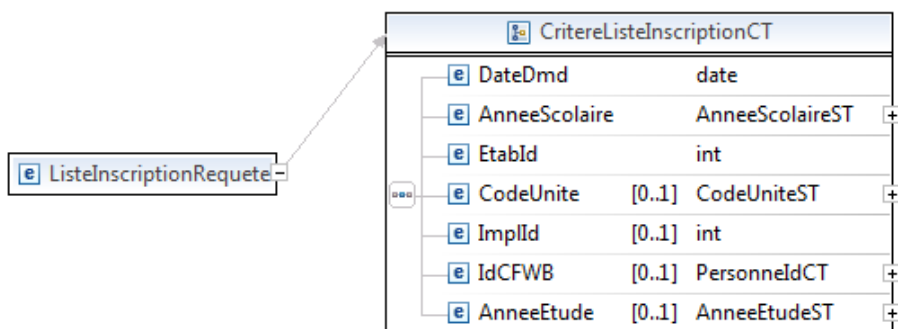 CritereListeInscriptionCT
e DateDmd date
e AnneeScolaire AnneeScolaireST
e ListeInscriptionRequete
e EtabId int
e CodeUnite [0..1] CodeUniteST
e ImplId [0..1] int
e IdCFWB [0..1] PersonneIdCT
e AnneeEtude [0..1] AnneeEtudeST